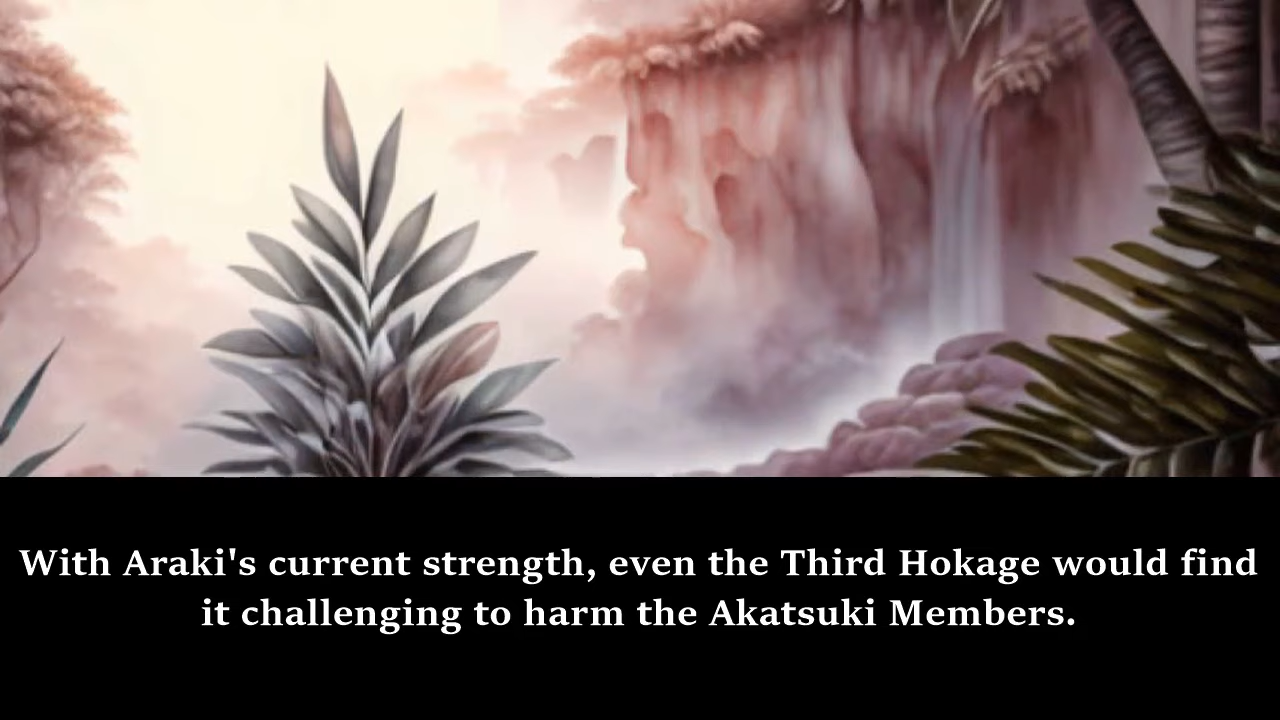 With Araki's current strength, even the Third Hokage would find
it challenging to harm the Akatsuki Members.